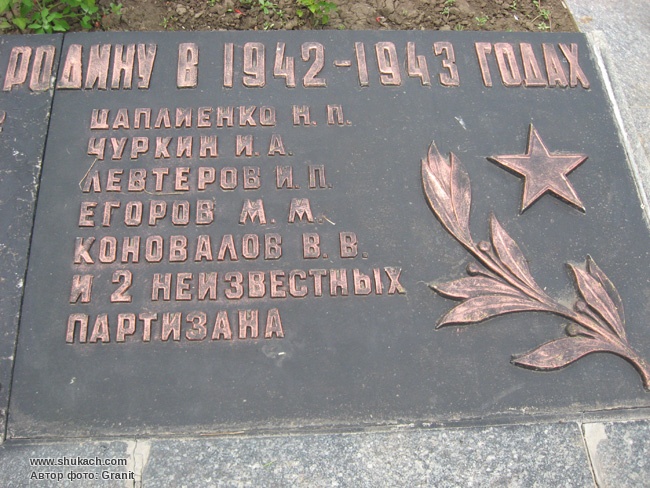 РОДИНУ В 1942-1943 ГОДАХ
ЦАПЛИЕНКО Н. П.
ЧУРКИН И.А.
ЛЕВТЕРОВ И.П.
ЕГОРОВ М. М.
КОНОВАЛОВ В. В.
И 2 НЕИЗВЕСТНЫХ
ПАРТИЗАНА
www.shukach.com
Автор фото: Granit